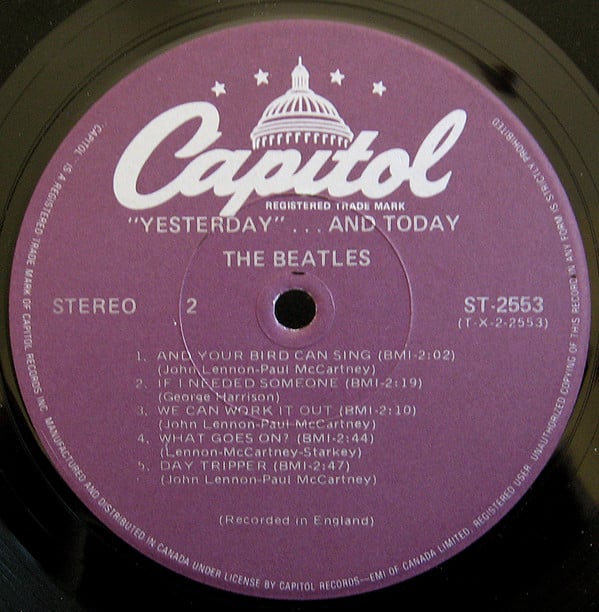 Capitol
REGISTERED TRADE MARK
"YESTERDAY" . . . AND TODAY
THE BEATLES
STEREO 2 ST-2553
(T-X-2-2553)
1. AND YOUR BIRD CAN SING (BMI-2:02)
(John Lennon-Paul McCartney)
2. IF I NEEDED SOMEONE (BMI-2:19)
(George Harrison)
3. WE CAN WORK IT OUT (BMI-2:10)
(John Lennon-Paul McCartney)
4. WHAT GOES ON? (BMI-2:44)
(Lennon-McCartney-Starkey)
5. DAY TRIPPER (BMI-2:47)
(John Lennon-Paul McCartney)
(Recorded in England)
"CAPITOL" IS A REGISTERED TRADE MARK OF CAPITOL RECORDS INC. MANUFACTURED AND DISTRIBUTED IN CANADA UNDER LICENSE BY CAPITOL RECORDS—EMI OF CANADA LIMITED, REGISTERED USER. UNAUTHORIZED COPYING OF THIS RECORD IN ANY FORM IS STRICTLY PROHIBITED